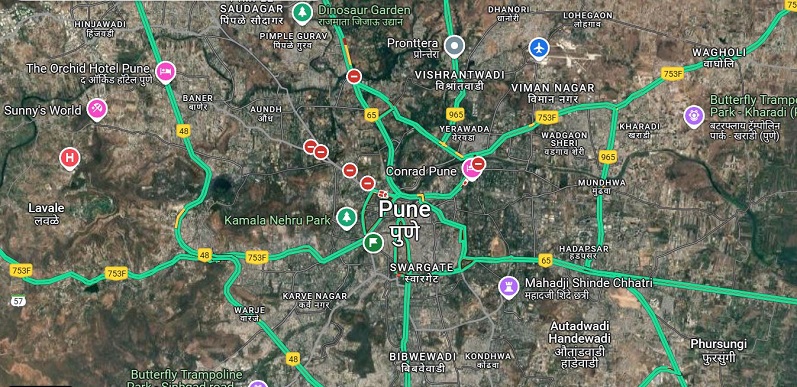 SAUDAGAR
पिंपळे सौदागर
Dinosaur Garden
राजमाता जिजाऊ उद्यान
DHANORI
धानोरी
LOHEGAON
लोहगाव
753
HINJAWADI
हिंजवडी
PIMPLE GURAV
पिंपळे गुरव
Pronttera
प्रॉन्तेरा
WAGHOLI
वाघोली
The Orchid Hotel Pune
द ऑर्किड हॉटेल पुणे
VISHRANTWADI
विश्रांतवाडी
753F
VIMAN NAGAR
विमान नगर
Sunny's World
BANER
बाणेर
AUNDH
औंध
65
965
753F
Butterfly Trampo
Park - Kharadi (P
बटरफ्लाय ट्रॅम्पोलिन
पार्क - खराडी (पुणे)
48
YERAWADA
येरवडा
WADGAON
SHERI
वडगाव शेरी
KHARADI
खराडी
965
H
Conrad Pune
MUNDHWA
मुंढवा
Lavale
लवळे
Kamala Nehru Park
Pune
पुणे
HADAPSAR
हडपसर
48
753F
65
753F
753F
SWARGATE
स्वारगेट
57
Mahadji Shinde Chhatri
महादजी शिंदे छत्री
KARVE NAGAR
कर्वे नगर
WARJE
वारजे
Autadwadi
Handewadi
औताडवाडी
हांडेवाडी
Phursungi
फुरसुंगी
48
BIBWEWADI
बिबवेवाडी
KONDHWA
कोंढवा
Butterfly Trampoline
Park - Sinhgad road